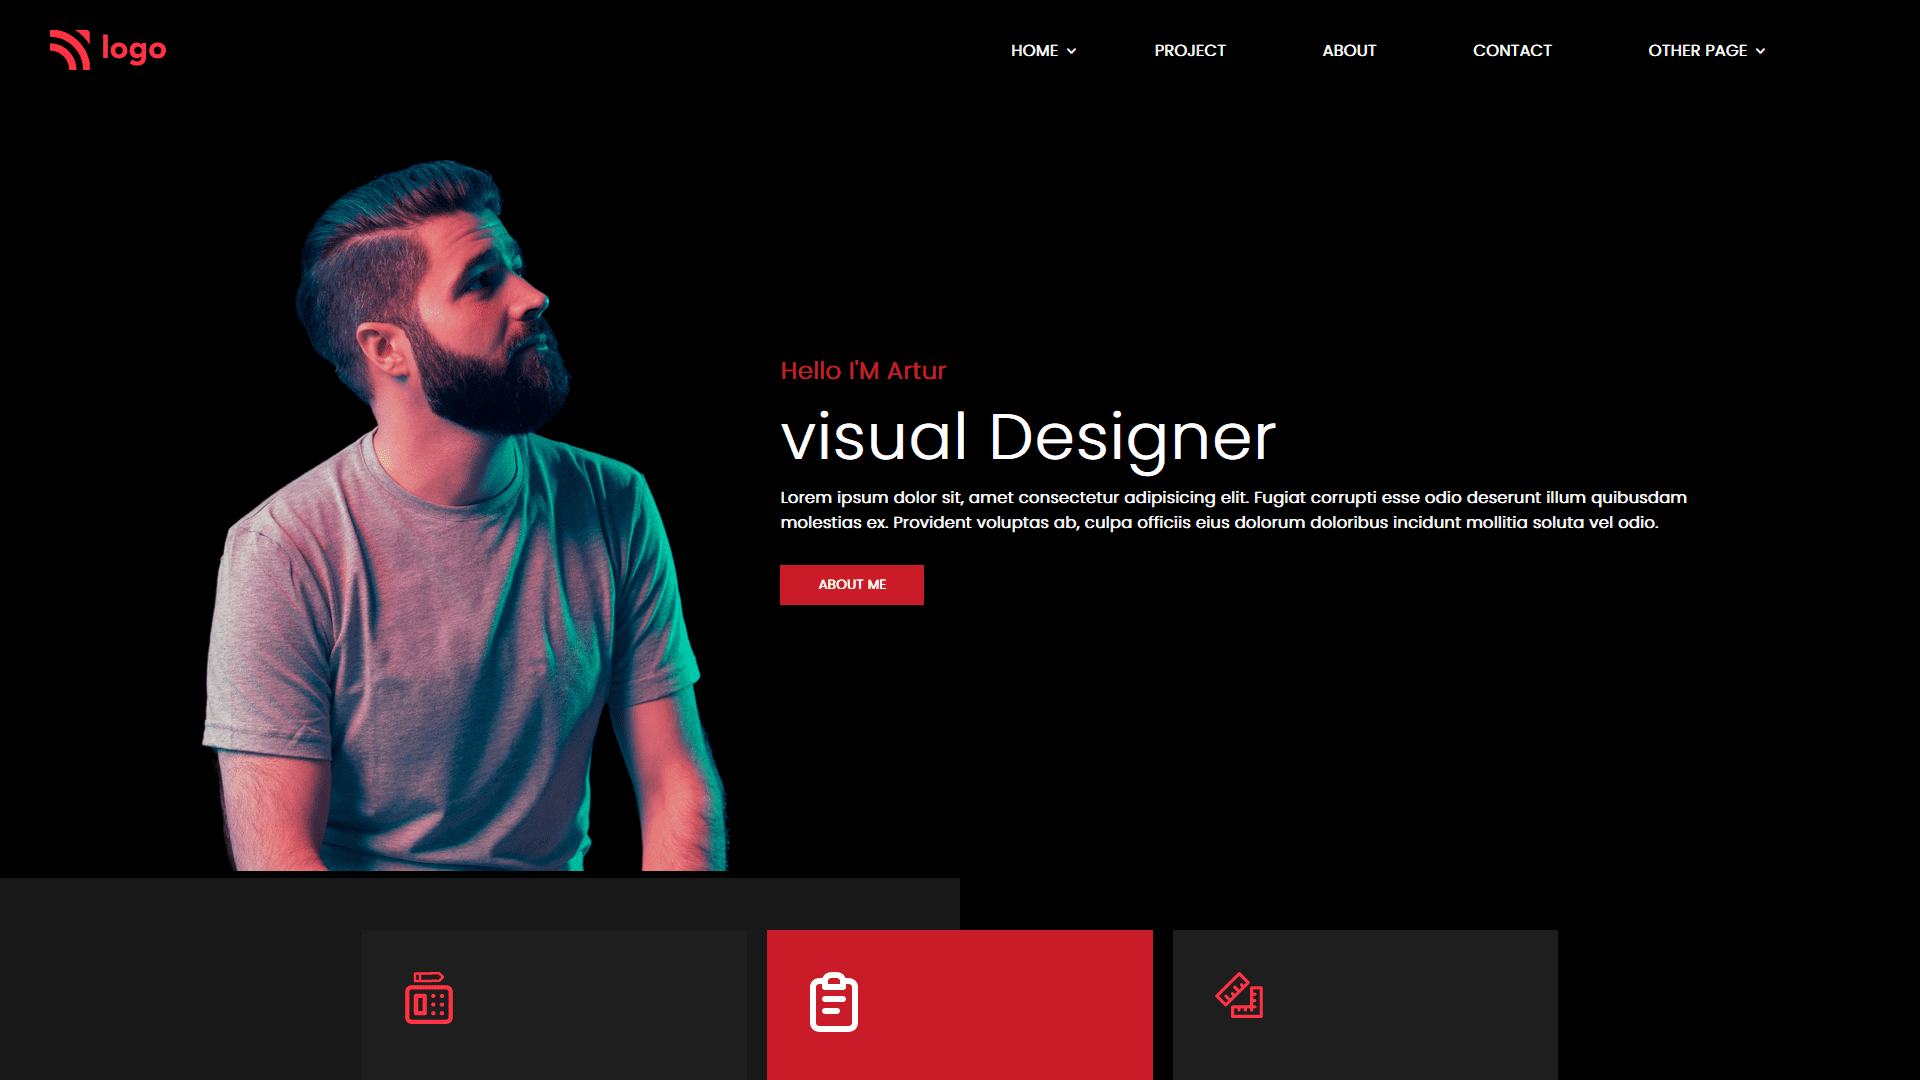 logo
HOME
PROJECT
ABOUT
CONTACT
OTHER PAGE
Hello I'M Artur
visual Designer
Lorem ipsum dolor sit, amet consectetur adipisicing elit. Fugiat corrupti esse odio deserunt illum quibusdam
molestias ex. Provident voluptas ab, culpa officiis eius dolorum doloribus incidunt mollitia soluta vel odio.
ABOUT ME